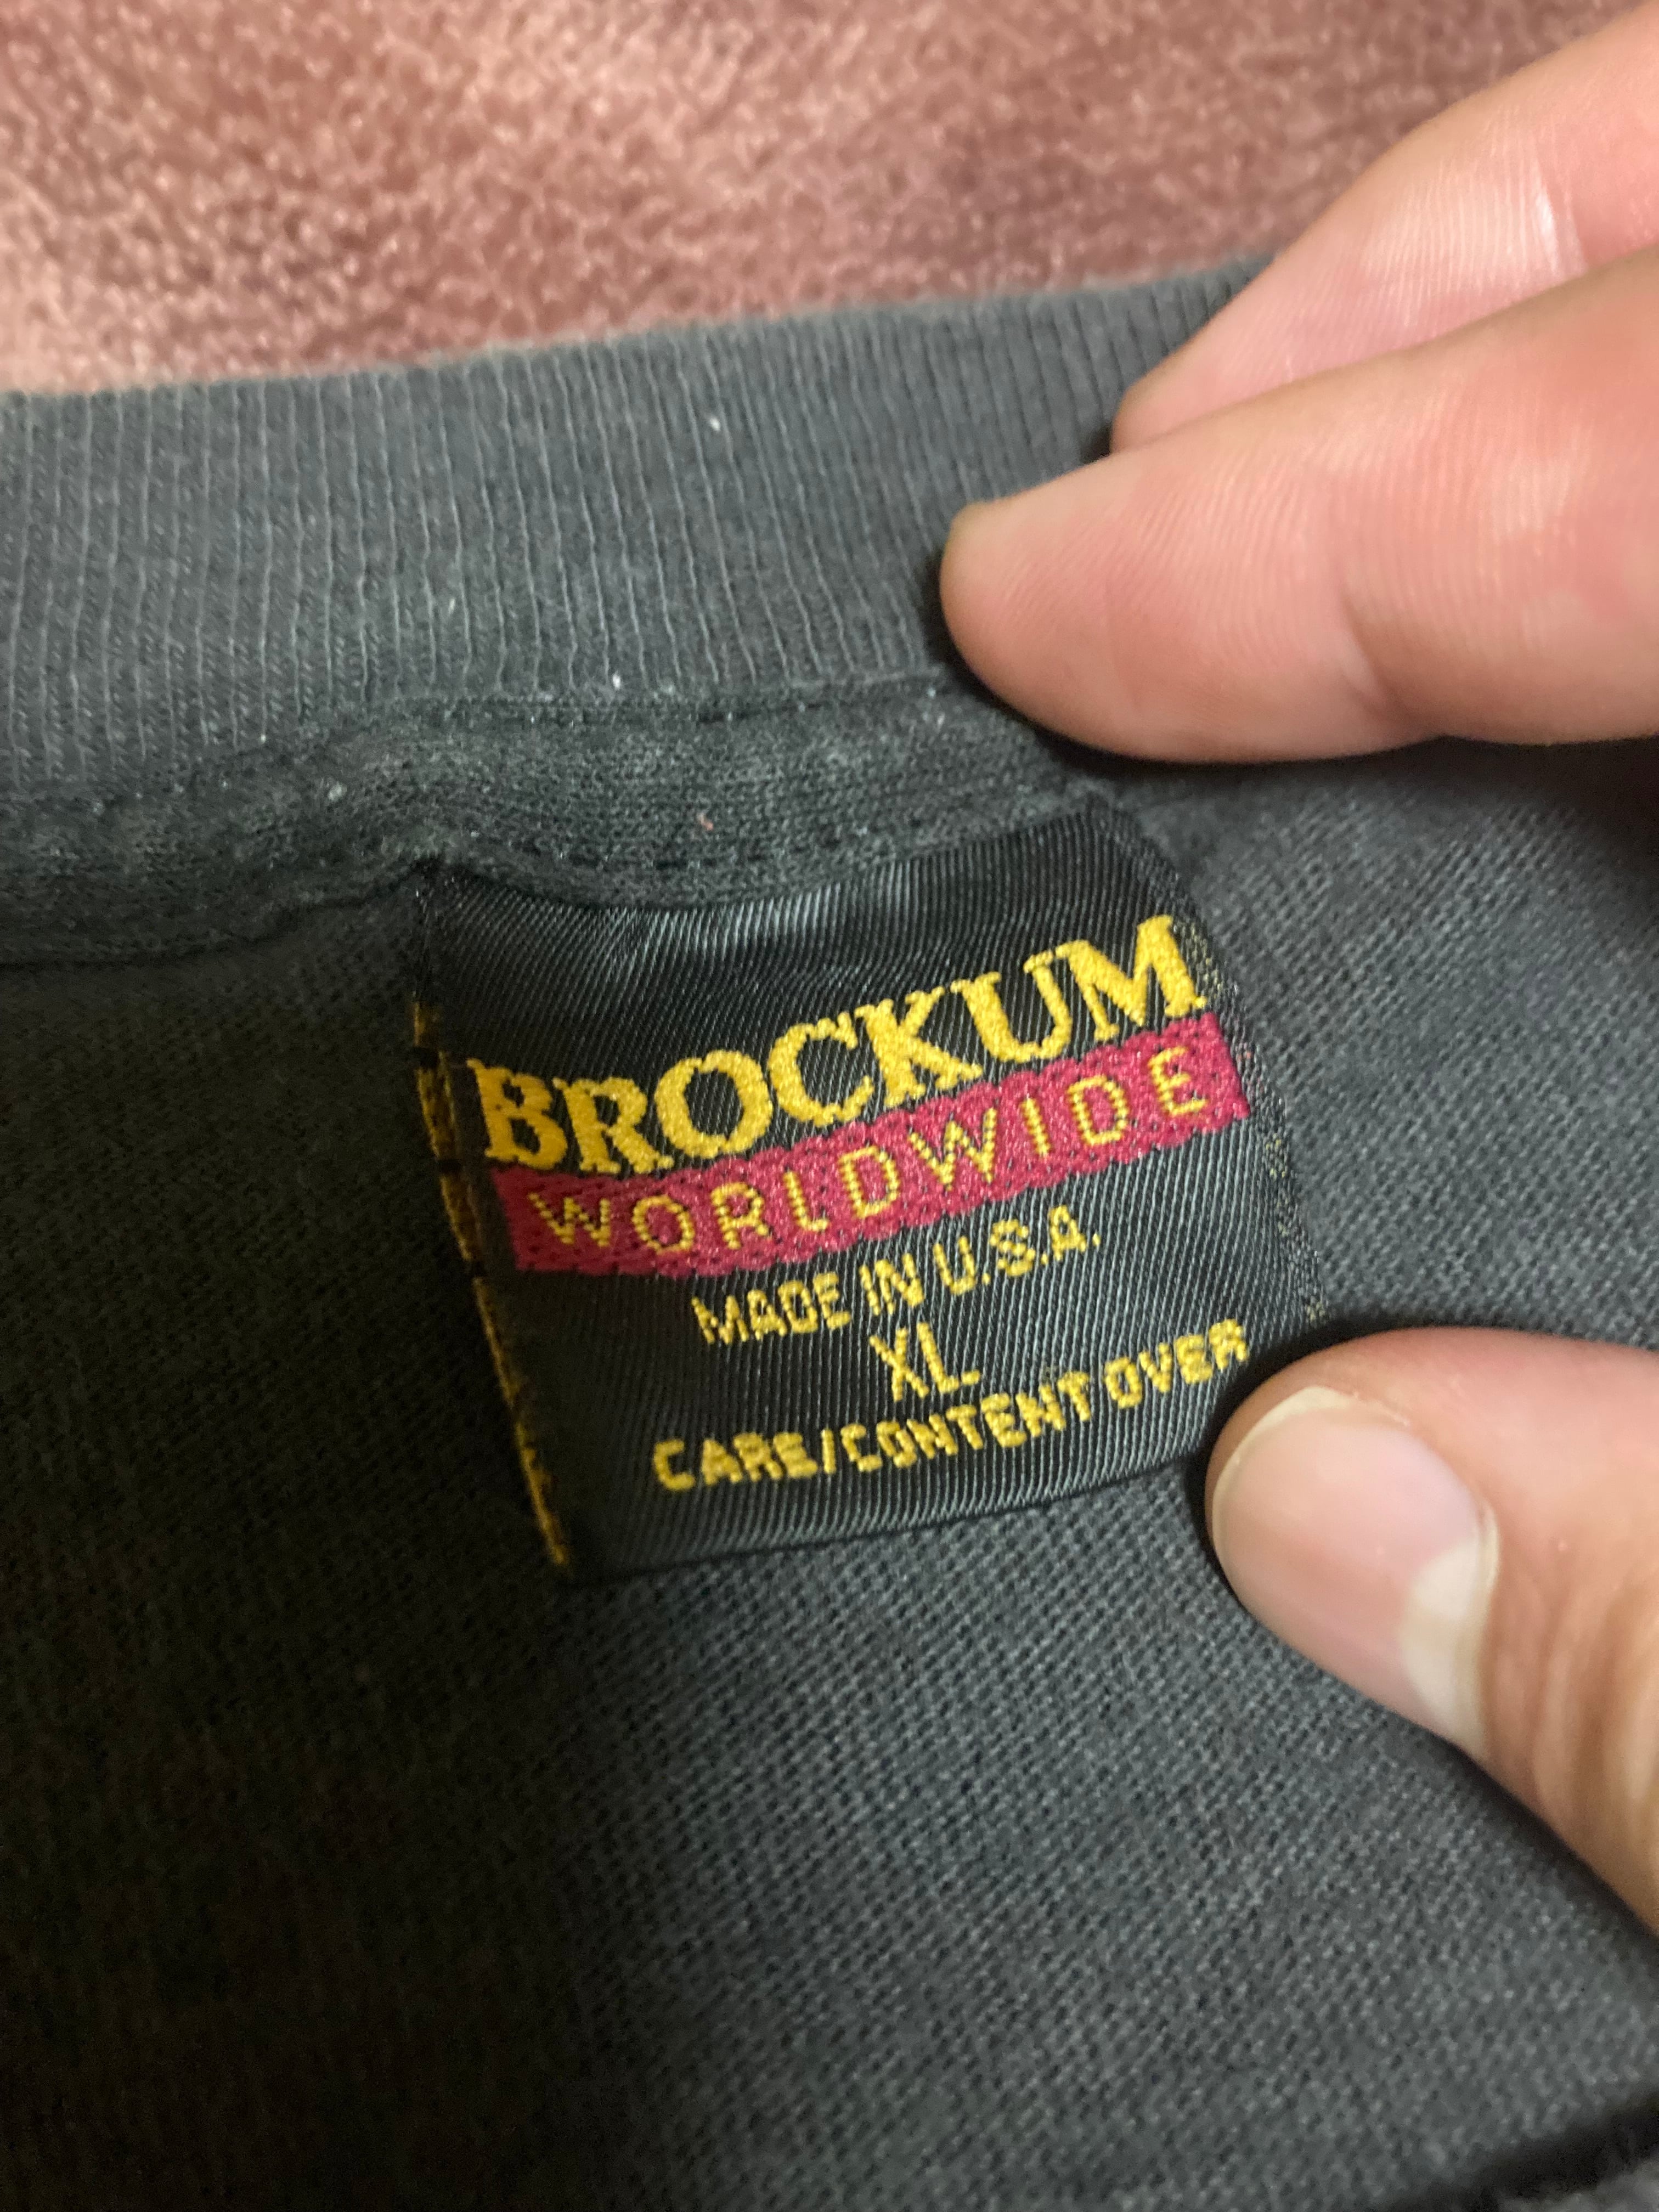 BROCKUM
WORLDWIDE
MADE IN U.S.A.
XL
CARE/CONTENT OVER